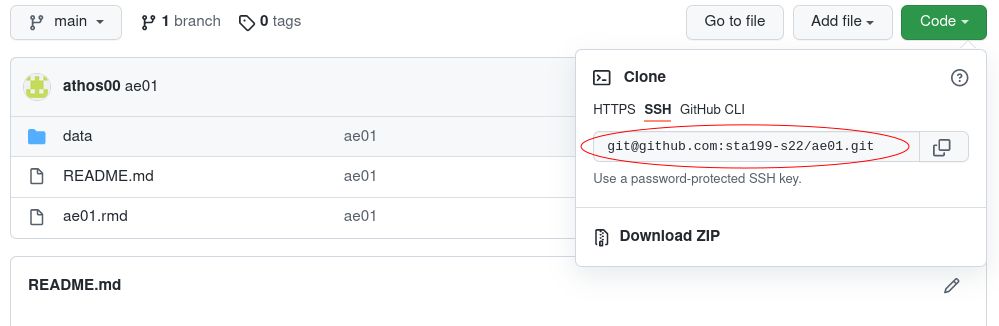 main 1 branch 0 tags Go to file Add file Code
athos00 ae01
data ae01
README.md ae01
ae01.rmd ae01
README.md
Clone
HTTPS SSH GitHub CLI
git@github.com:sta199-s22/ae01.git
Use a password-protected SSH key.
Download ZIP